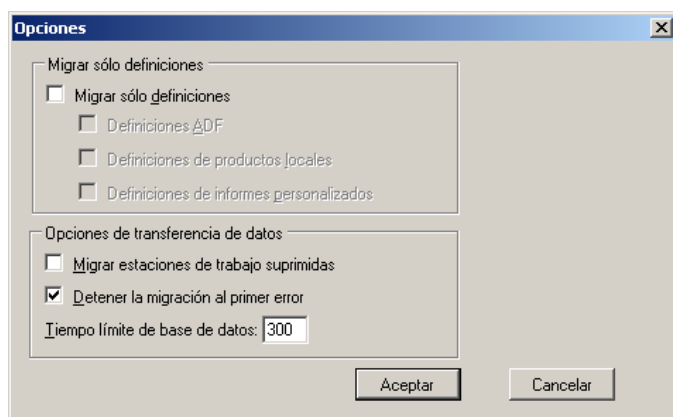 Opciones
Migrar sólo definiciones
Migrar sólo definiciones
Definiciones ADF
Definiciones de productos locales
Definiciones de informes personalizados
Opciones de transferencia de datos
Migrar estaciones de trabajo suprimidas
Detener la migración al primer error
Tiempo límite de base de datos: 300
Aceptar Cancelar